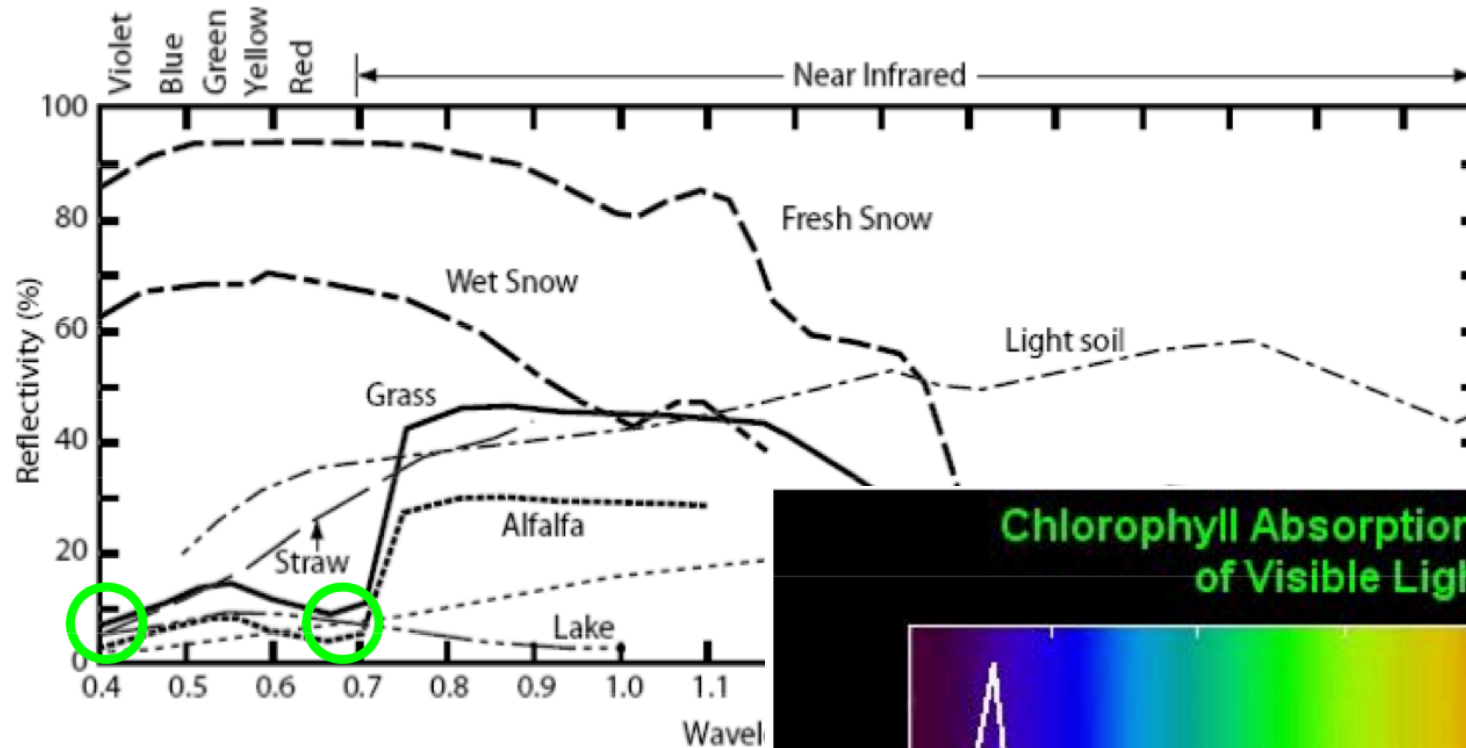 Violet
Blue
Green
Yellow
Red
Near Infrared
100
80
60
40
20
0
Reflectivity (%)
Fresh Snow
Wet Snow
Light soil
Grass
Alfalfa
Straw
Lake
0.4 0.5 0.6 0.7 0.8 0.9 1.0 1.1
Chlorophyll Absorption
of Visible